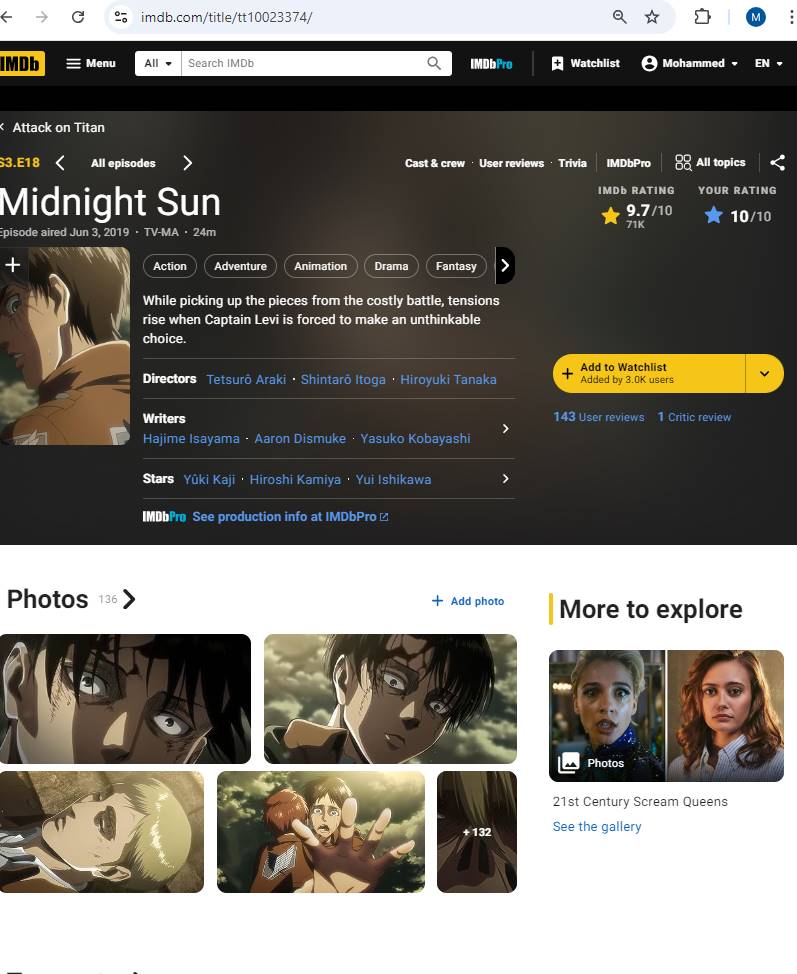 imdb.com/title/tt10023374/
M
IMDb
Menu
All
Search IMDb
IMDbPro
Watchlist
Mohammed
EN
Attack on Titan
S3.E18
All episodes
Cast & crew · User reviews · Trivia
IMDbPro
All topics
Midnight Sun
Episode aired Jun 3, 2019 · TV-MA · 24m
IMDb RATING
9.7/10
71K
YOUR RATING
10/10
Action
Adventure
Animation
Drama
Fantasy
While picking up the pieces from the costly battle, tensions
rise when Captain Levi is forced to make an unthinkable
choice.
Directors Tetsurô Araki · Shintarô Itoga · Hiroyuki Tanaka
Writers
Hajime Isayama · Aaron Dismuke · Yasuko Kobayashi
Stars Yûki Kaji · Hiroshi Kamiya · Yui Ishikawa
IMDbPro See production info at IMDbPro
Add to Watchlist
Added by 3.0K users
143 User reviews 1 Critic review
Photos 136
+ Add photo
+ 132
More to explore
Photos
21st Century Scream Queens
See the gallery